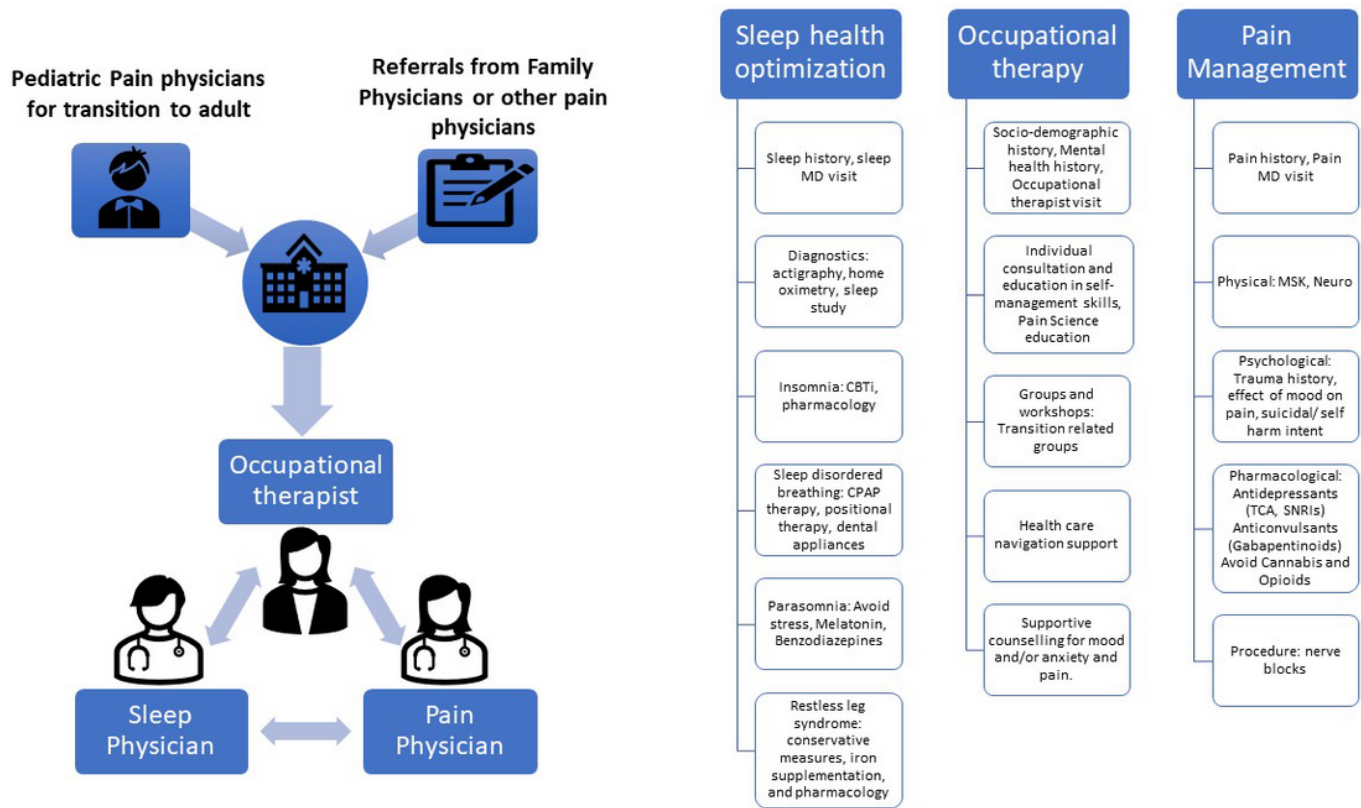 Pediatric Pain physicians
for transition to adult
Referrals from Family
Physicians or other pain
physicians
Occupational
therapist
Sleep
Physician
Pain
Physician
Sleep health
optimization
Sleep history, sleep
MD visit
Diagnostics:
actigraphy, home
oximetry, sleep
study
Insomnia: CBTi,
pharmacology
Sleep disordered
breathing: CPAP
therapy, positional
therapy, dental
appliances
Parasomnia: Avoid
stress, Melatonin,
Benzodiazepines
Restless leg
syndrome:
conservative
measures, iron
supplementation,
and pharmacology
Occupational
therapy
Socio-demographic
history, Mental
health history,
Occupational
therapist visit
Individual
consultation and
education in self-
management skills,
Pain Science
education
Groups and
workshops:
Transition related
groups
Health care
navigation support
Supportive
counselling for mood
and/or anxiety and
pain.
Pain
Management
Pain history, Pain
MD visit
Physical: MSK, Neuro
Psychological:
Trauma history,
effect of mood on
pain, suicidal/ self
harm intent
Pharmacological:
Antidepressants
(TCA, SNRIs)
Anticonvulsants
(Gabapentinoids)
Avoid Cannabis and
Opioids
Procedure: nerve
blocks